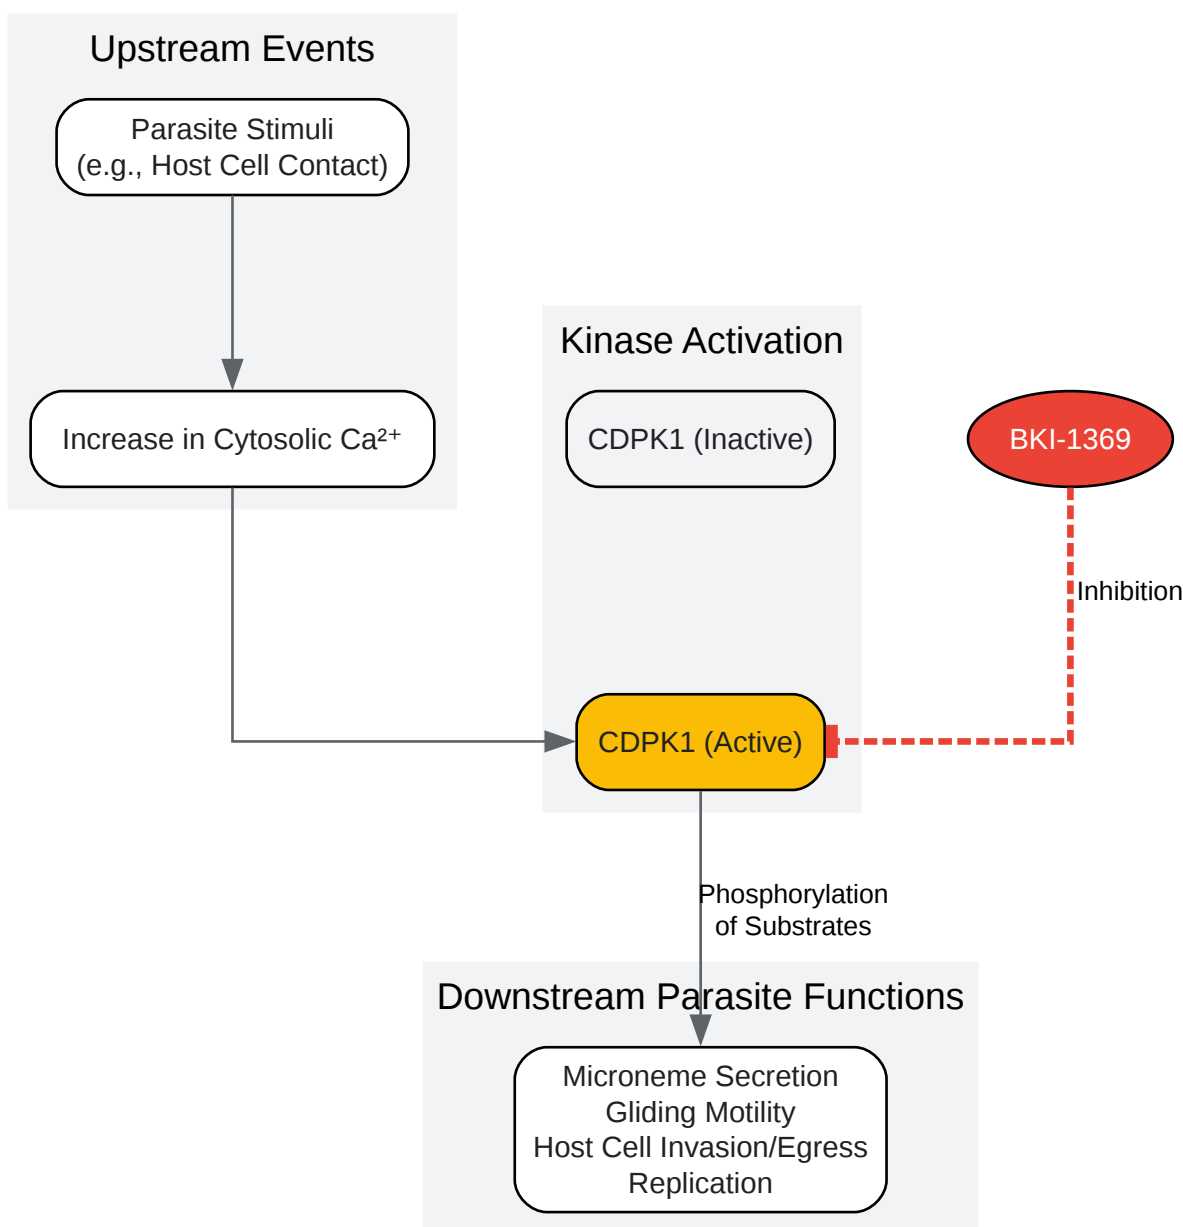 Upstream Events
Parasite Stimuli
(e.g., Host Cell Contact)
Increase in Cytosolic Ca²⁺
Kinase Activation
CDPK1 (Inactive)
BKI-1369
Inhibition
CDPK1 (Active)
Phosphorylation
of Substrates
Downstream Parasite Functions
Microneme Secretion
Gliding Motility
Host Cell Invasion/Egress
Replication